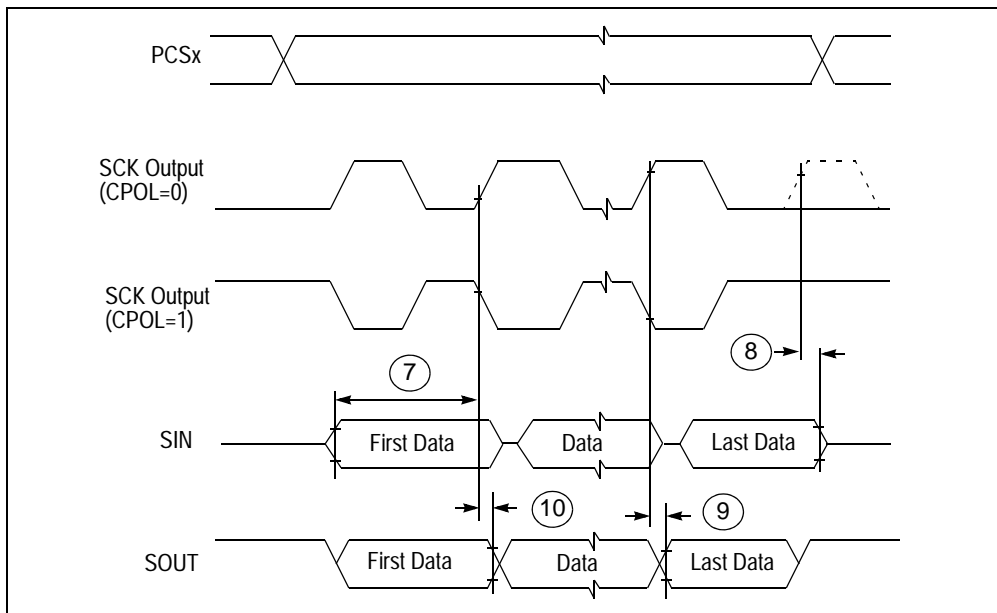 PCSx
SCK Output
(CPOL=0)
SCK Output
(CPOL=1)
8
7
SIN
First Data
Data
Last Data
10
9
SOUT
First Data
Data
Last Data